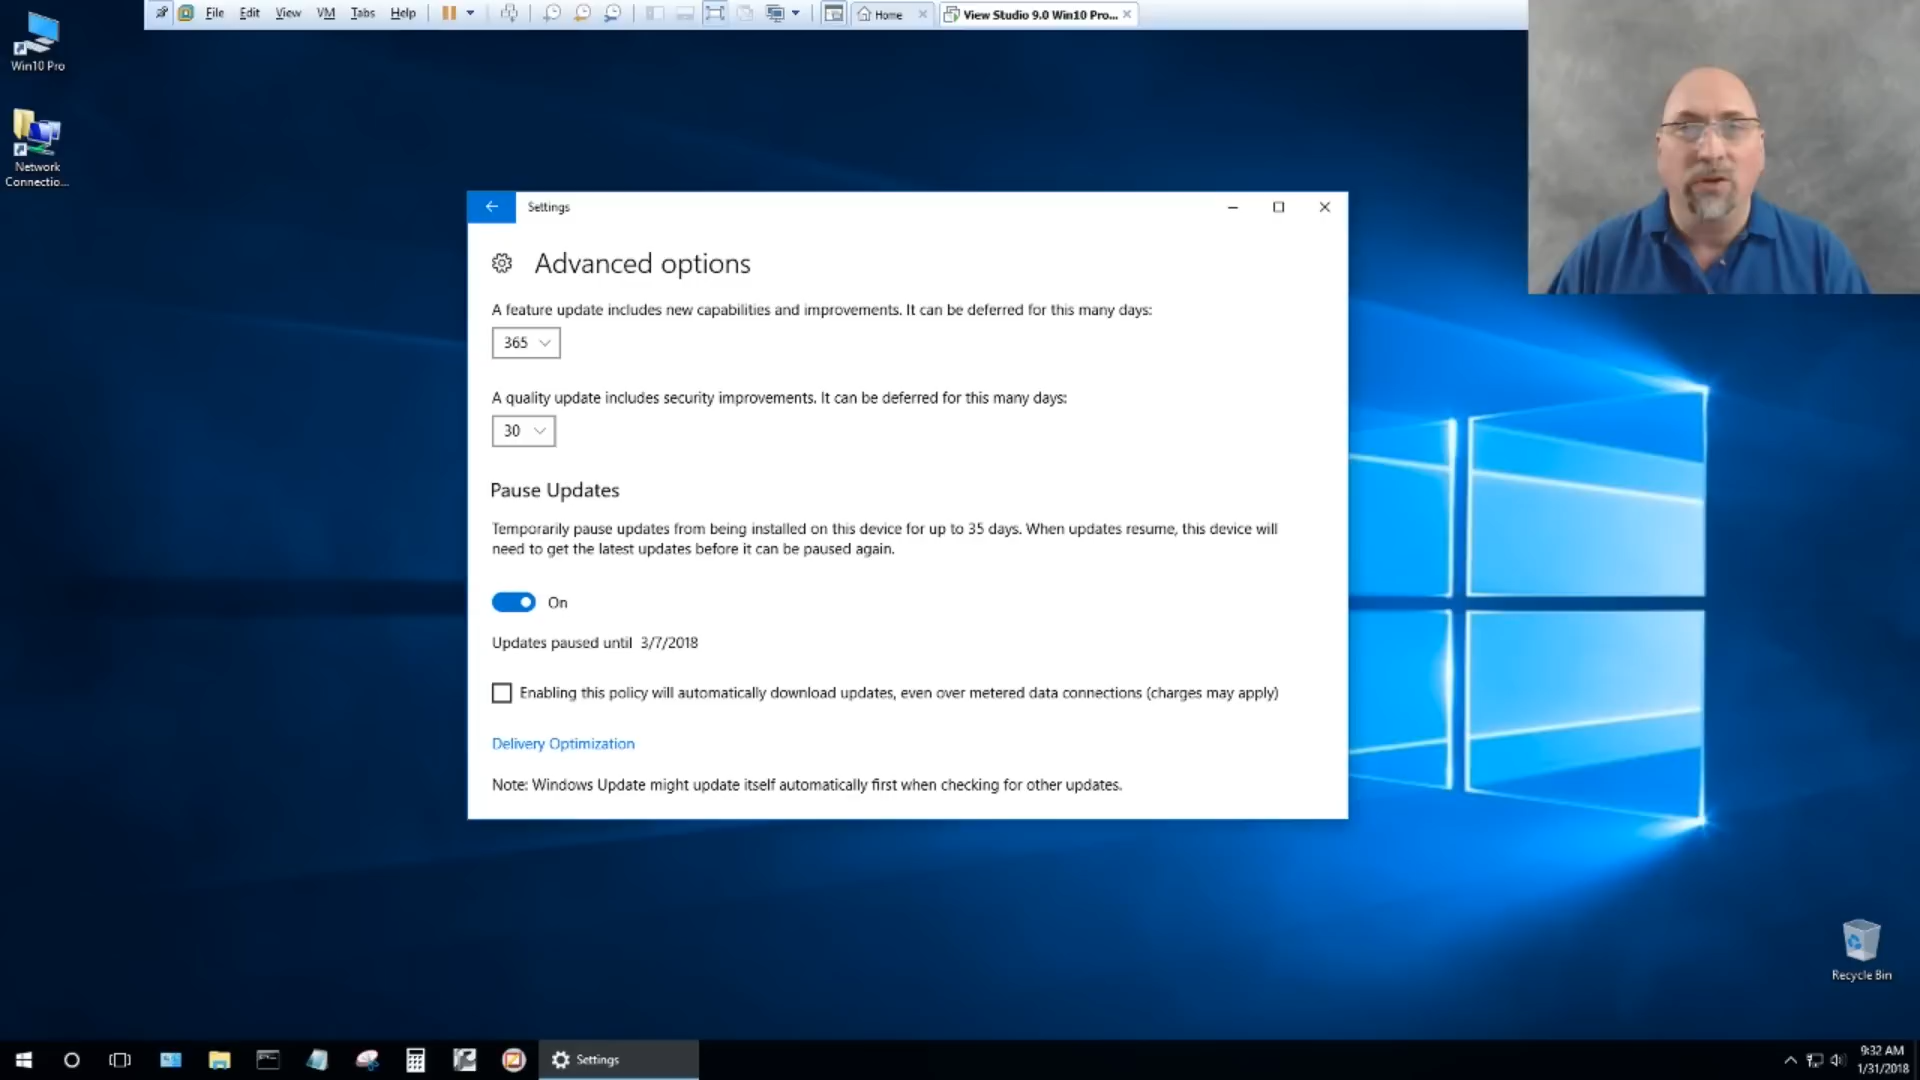 File Edit View VM Tabs Help
Home
View Studio 9.0 Win10 Pro...
Win10 Pro
Network
Connectio...
Settings
Advanced options
A feature update includes new capabilities and improvements. It can be deferred for this many days:
365
A quality update includes security improvements. It can be deferred for this many days:
30
Pause Updates
Temporarily pause updates from being installed on this device for up to 35 days. When updates resume, this device will
need to get the latest updates before it can be paused again.
On
Updates paused until 3/7/2018
Enabling this policy will automatically download updates, even over metered data connections (charges may apply)
Delivery Optimization
Note: Windows Update might update itself automatically first when checking for other updates.
Recycle Bin
Settings
9:32 AM
1/31/2018